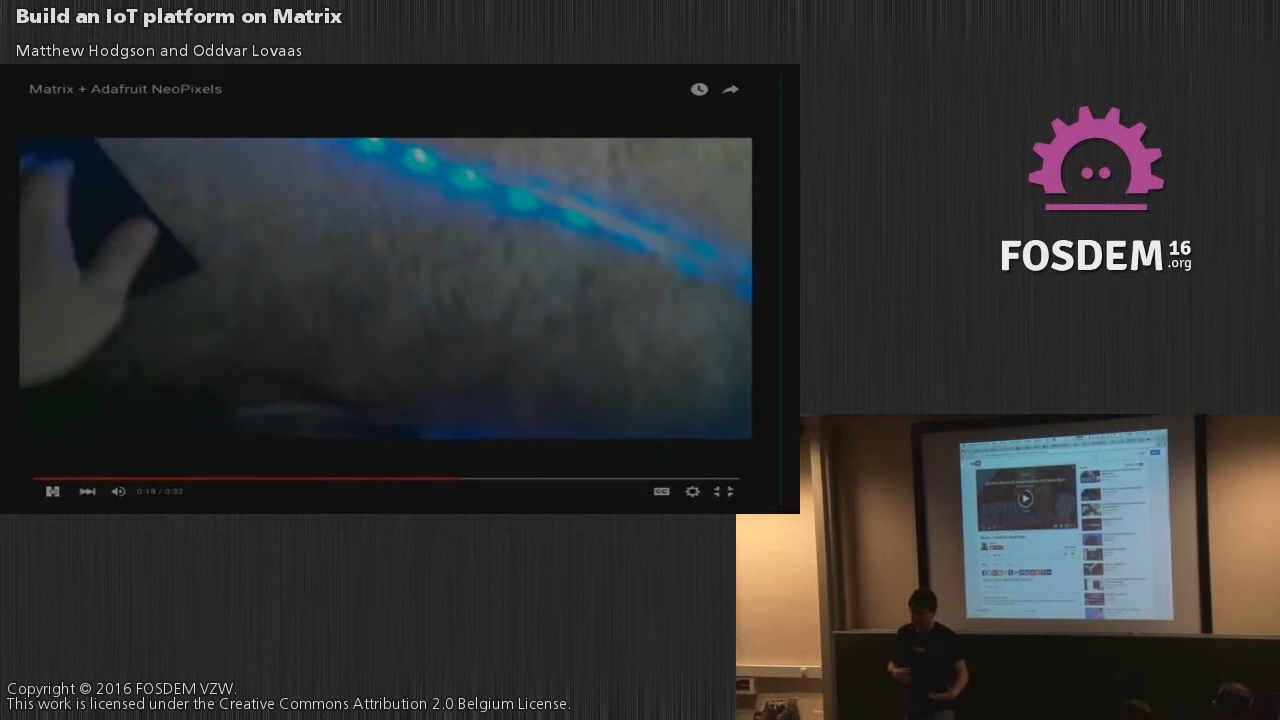 Build an IoT platform on Matrix
Matthew Hodgson and Oddvar Lovaas
Matrix + Adafruit NeoPixels
0:19 / 0:32
CC
FOSDEM 16
.org
Copyright © 2016 FOSDEM VZW.
This work is licensed under the Creative Commons Attribution 2.0 Belgium License.